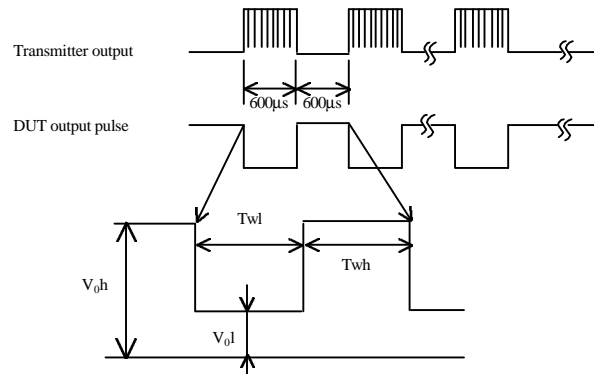 Transmitter output
600μs 600μs
DUT output pulse
Twl
Twh
V₀h
V₀l